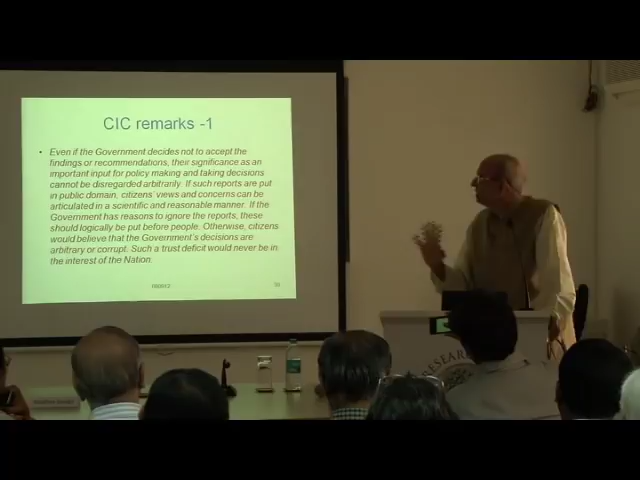 CIC remarks -1
• Even if the Government decides not to accept the
findings or recommendations, their significance as an
important input for policy making and taking decisions
cannot be disregarded arbitrarily. If such reports are put
in public domain, citizens' views and concerns can be
articulated in a scientific and reasonable manner. If the
Government has reasons to ignore the reports, these
should logically be put before people. Otherwise, citizens
would believe that the Government's decisions are
arbitrary or corrupt. Such a trust deficit would never be in
the interest of the Nation.
RESEARCH